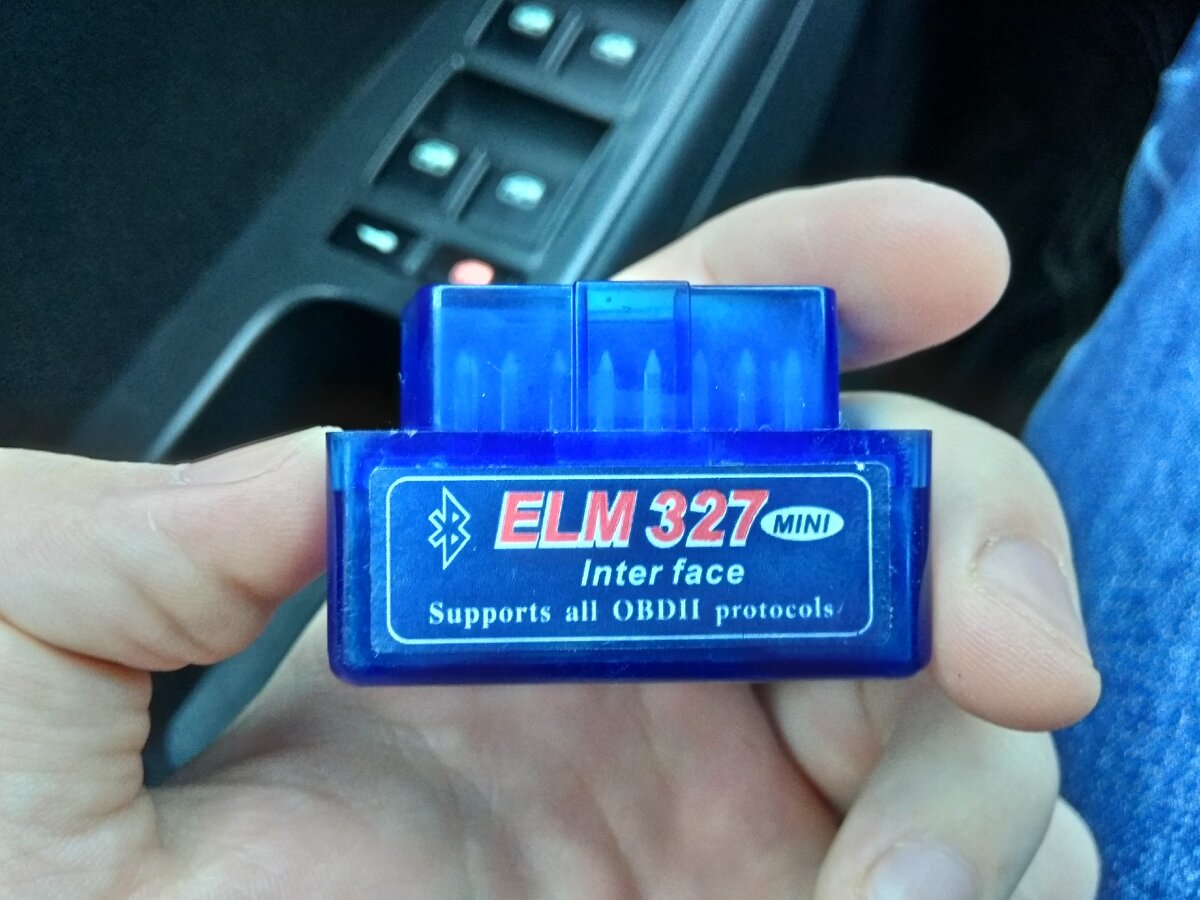 ELM 327 MINI
Inter face
Supports all OBDII protocols